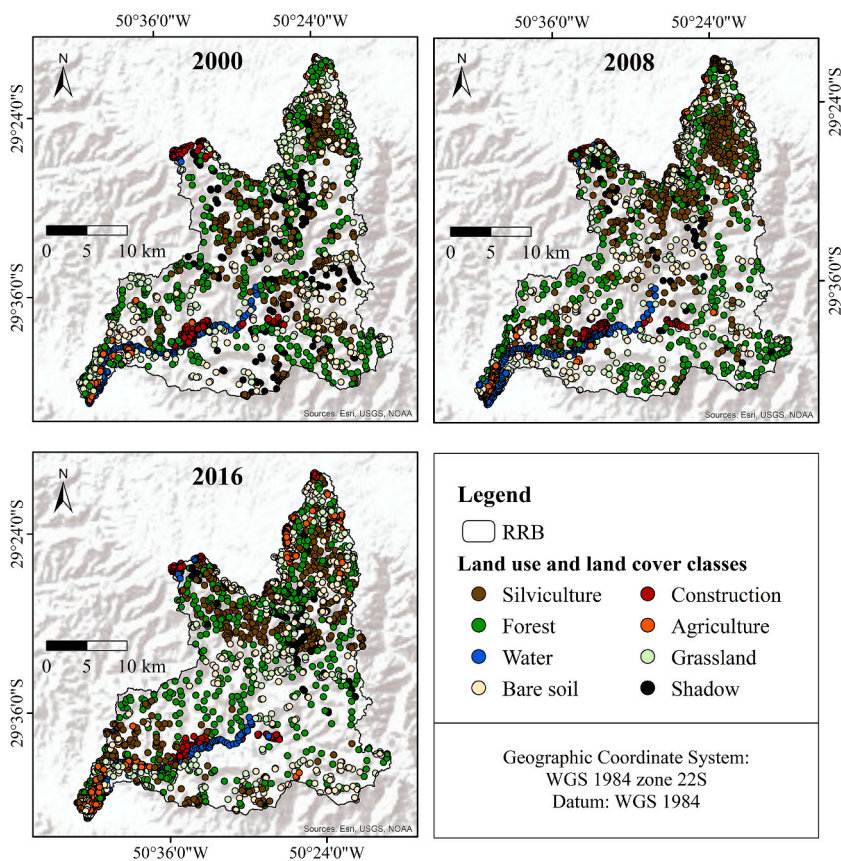 50°36'0"W 50°24'0"W
50°36'0"W 50°24'0"W
N
2000
29°24'0"S
0 5 10 km
29°36'0"S
Sources: Esri, USGS, NOAA
N
2008
29°24'0"S
0 5 10 km
29°36'0"S
Sources: Esri, USGS, NOAA
N
2016
29°24'0"S
0 5 10 km
29°36'0"S
Sources: Esri, USGS, NOAA
50°36'0"W 50°24'0"W
Legend
RRB
Land use and land cover classes
Silviculture Construction
Forest Agriculture
Water Grassland
Bare soil Shadow
Geographic Coordinate System:
WGS 1984 zone 22S
Datum: WGS 1984